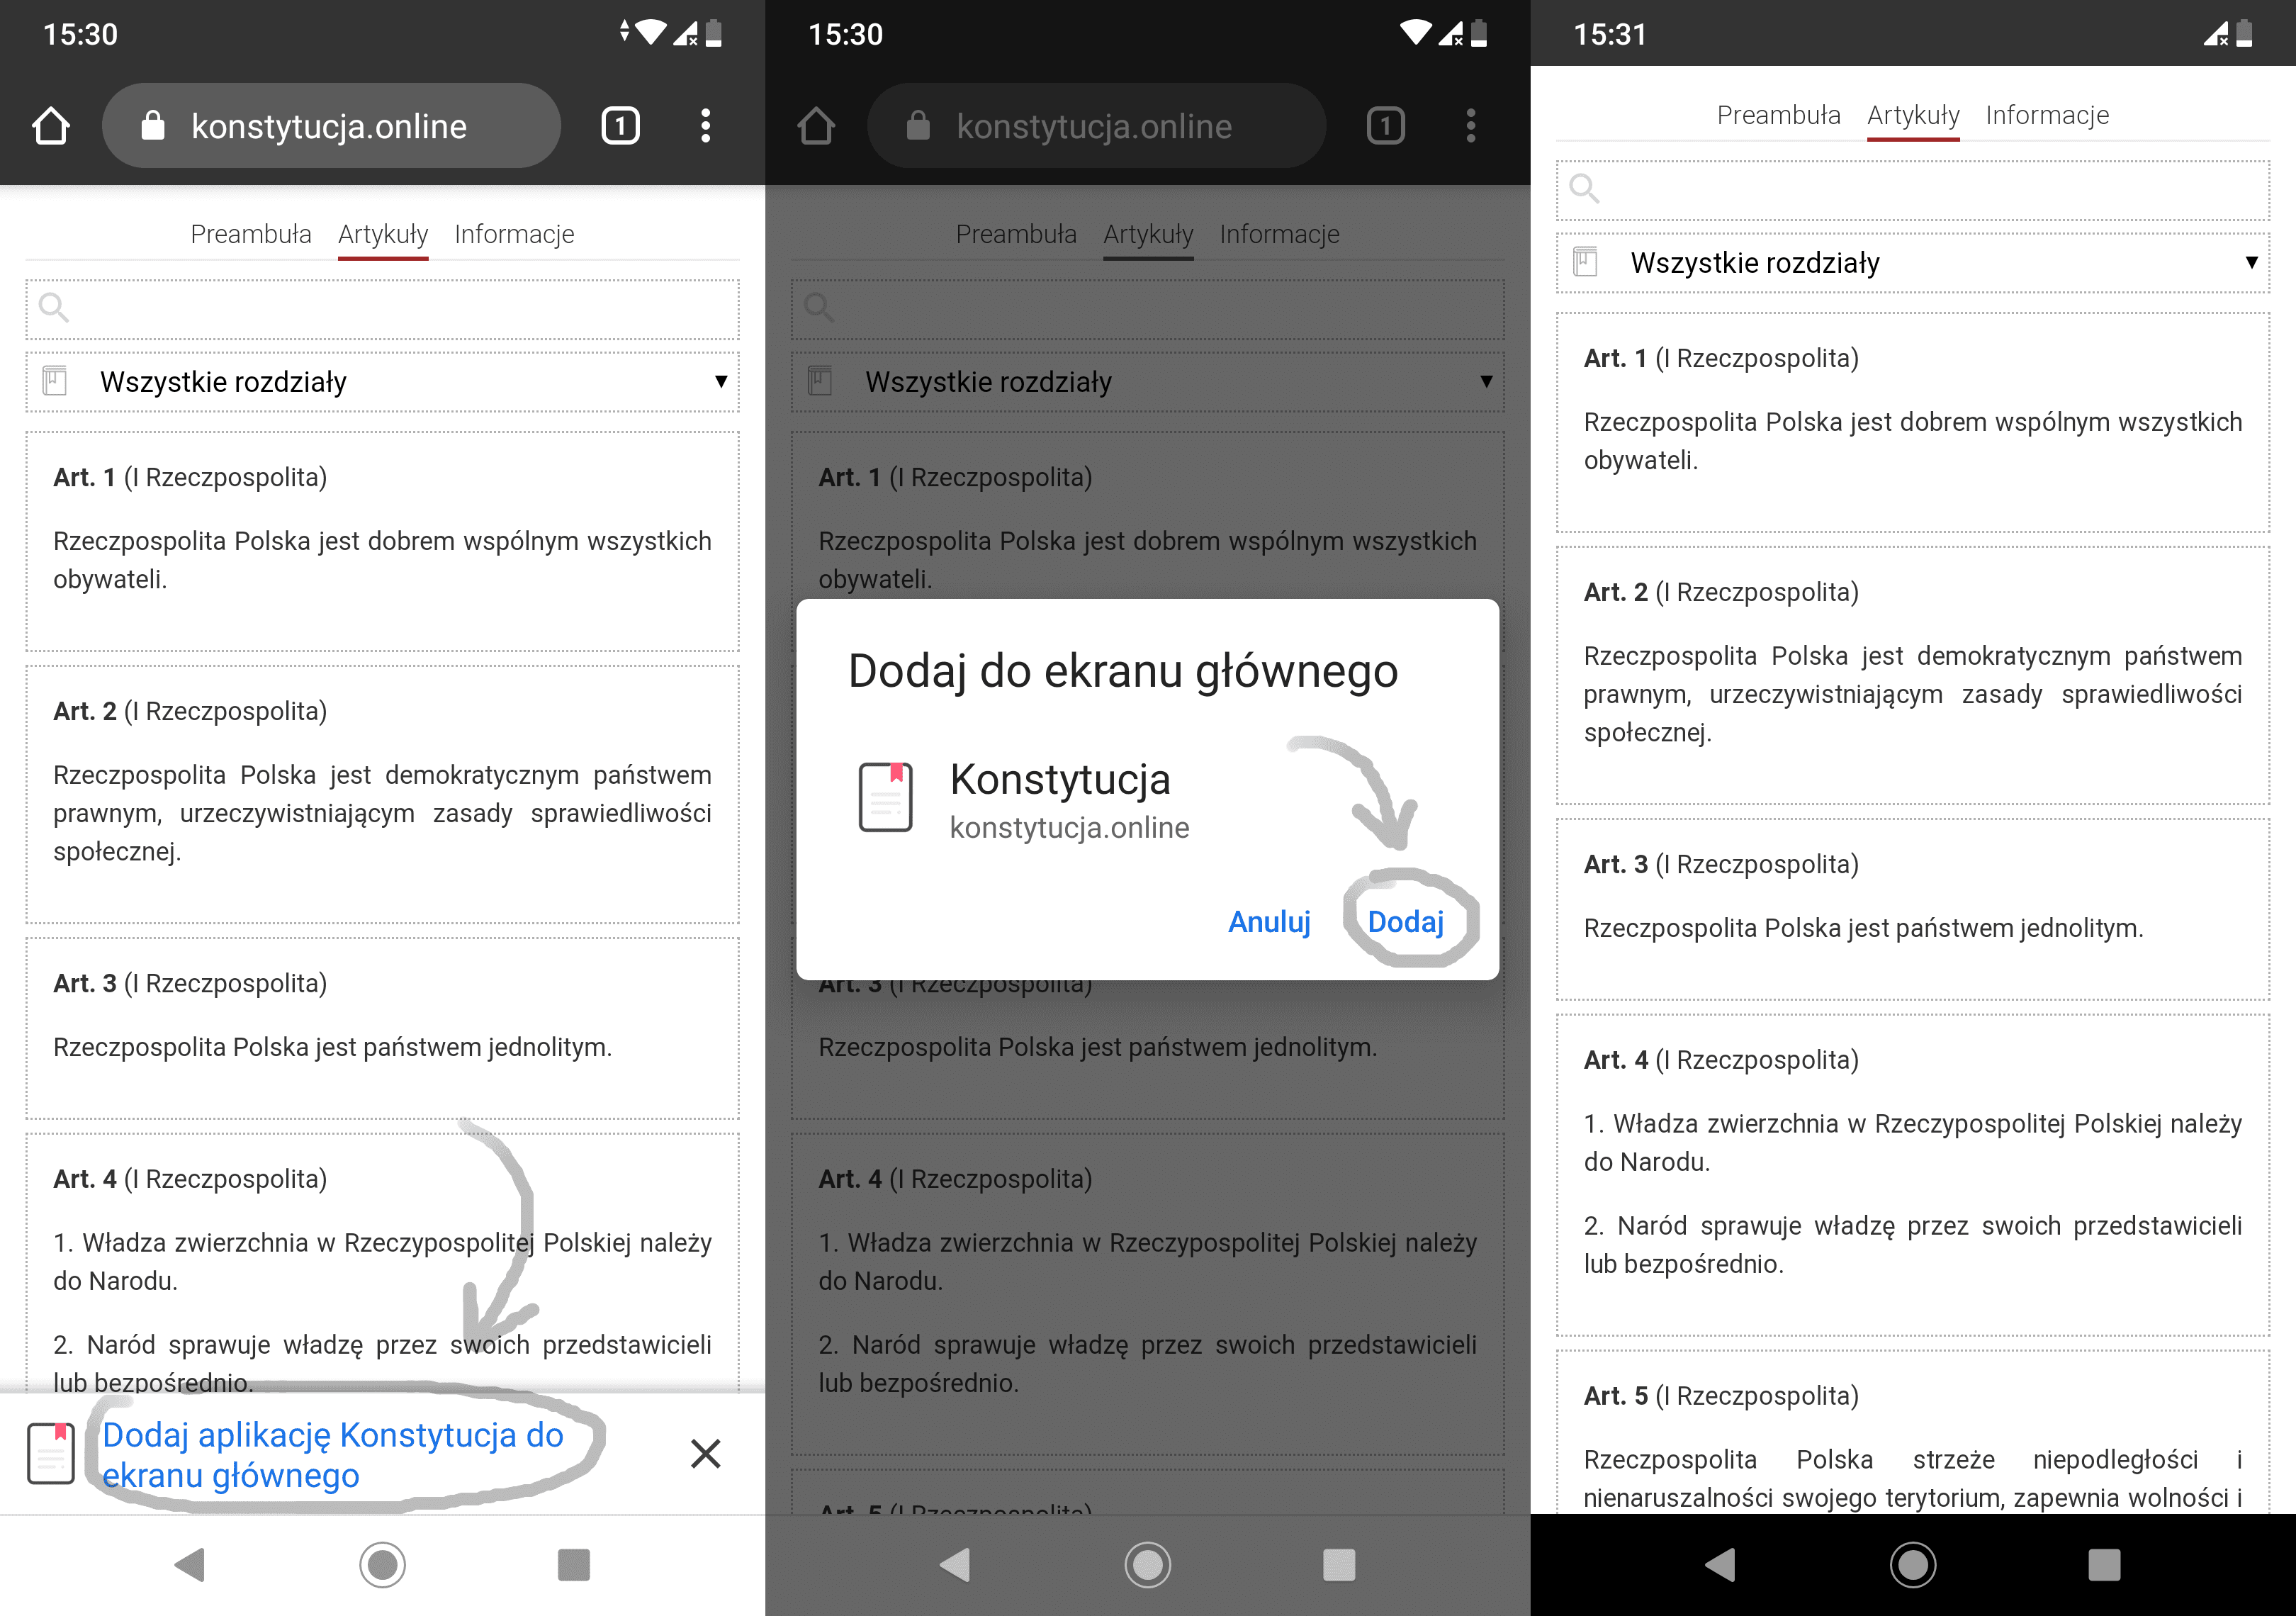 15:30
konstytucja.online
1
Preambuła Artykuły Informacje
Wszystkie rozdziały
Art. 1 (I Rzeczpospolita)
Rzeczpospolita Polska jest dobrem wspólnym wszystkich
obywateli.
Art. 2 (I Rzeczpospolita)
Rzeczpospolita Polska jest demokratycznym państwem
prawnym, urzeczywistniającym zasady sprawiedliwości
społecznej.
Art. 3 (I Rzeczpospolita)
Rzeczpospolita Polska jest państwem jednolitym.
Art. 4 (I Rzeczpospolita)
1. Władza zwierzchnia w Rzeczypospolitej Polskiej należy
do Narodu.
2. Naród sprawuje władzę przez swoich przedstawicieli
lub bezpośrednio.
Dodaj aplikację Konstytucja do
ekranu głównego
15:30
konstytucja.online
1
Preambuła Artykuły Informacje
Wszystkie rozdziały
Art. 1 (I Rzeczpospolita)
Rzeczpospolita Polska jest dobrem wspólnym wszystkich
obywateli.
Dodaj do ekranu głównego
Konstytucja
konstytucja.online
Anuluj Dodaj
Art. 3 (I Rzeczpospolita)
Rzeczpospolita Polska jest państwem jednolitym.
Art. 4 (I Rzeczpospolita)
1. Władza zwierzchnia w Rzeczypospolitej Polskiej należy
do Narodu.
2. Naród sprawuje władzę przez swoich przedstawicieli
lub bezpośrednio.
Art. 5 (I Rzeczpospolita)
15:31
Preambuła Artykuły Informacje
Wszystkie rozdziały
Art. 1 (I Rzeczpospolita)
Rzeczpospolita Polska jest dobrem wspólnym wszystkich
obywateli.
Art. 2 (I Rzeczpospolita)
Rzeczpospolita Polska jest demokratycznym państwem
prawnym, urzeczywistniającym zasady sprawiedliwości
społecznej.
Art. 3 (I Rzeczpospolita)
Rzeczpospolita Polska jest państwem jednolitym.
Art. 4 (I Rzeczpospolita)
1. Władza zwierzchnia w Rzeczypospolitej Polskiej należy
do Narodu.
2. Naród sprawuje władzę przez swoich przedstawicieli
lub bezpośrednio.
Art. 5 (I Rzeczpospolita)
Rzeczpospolita Polska strzeże niepodległości i
nienaruszalności swojego terytorium, zapewnia wolności i